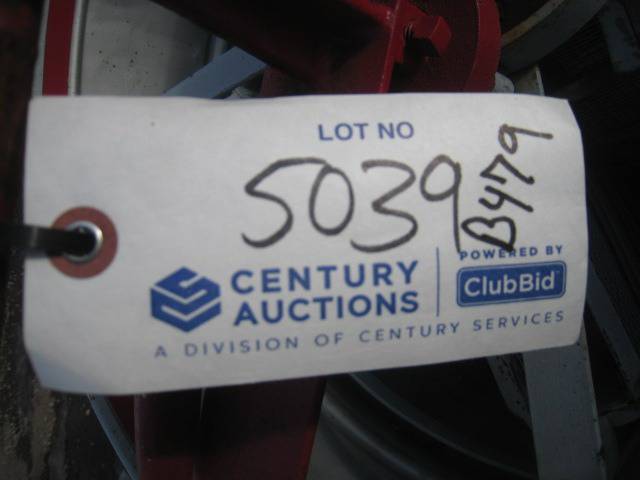 LOT NO
5039
B479
CENTURY
AUCTIONS
POWERED BY
ClubBid
A DIVISION OF CENTURY SERVICES